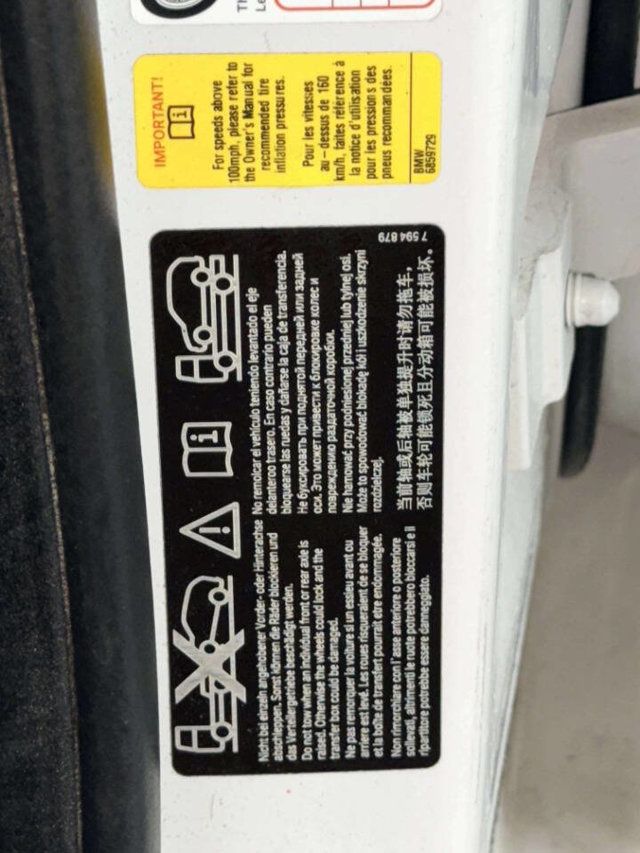 IMPORTANT!
For speeds above
100mph, please refer to
the Owner's Manual for
recommended tire
inflation pressures.
Pour les vitesses
au – dessus de 160
km/h, faites référence à
la notice d'utilisation
pour les pressions des
pneus recommandées.
BMW
6859729
Nicht bei einzeln angehobener Vorder- oder Hinterachse
abschleppen. Sonst können die Räder blockieren und
das Verteilergetriebe beschädigt werden.
Do not tow when an individual front or rear axle is
raised. Otherwise the wheels could lock and the
transfer box could be damaged.
Ne pas remorquer la voiture si un essieu avant ou
arriere est levé. Les roues risqueraient de se bloquer
et la boîte de transfert pourrait être endommagée.
Non rimorchiare con l'asse anteriore o posteriore
sollevati, altrimenti le ruote potrebbero bloccarsi e il
ripartitore potrebbe essere danneggiato.
No remolcar el vehículo teniendo levantado el eje
delanteroo trasero. En caso contrario pueden
bloquearse las ruedas y dañarse la caja de transferencia.
Не буксировать при поднятой передней или задней
оси. Это может привести к блокировке колес и
повреждению раздаточной коробки.
Nie hamować przy podniesionej przedniej lub tylnej osi.
Może to spowodować blokadę kół i uszkodzenie skrzyni
rozdzielczej.
当前轴或后轴被单独提升时请勿拖车，
否则车轮可能锁死且分动箱可能被损坏。
7 594 879